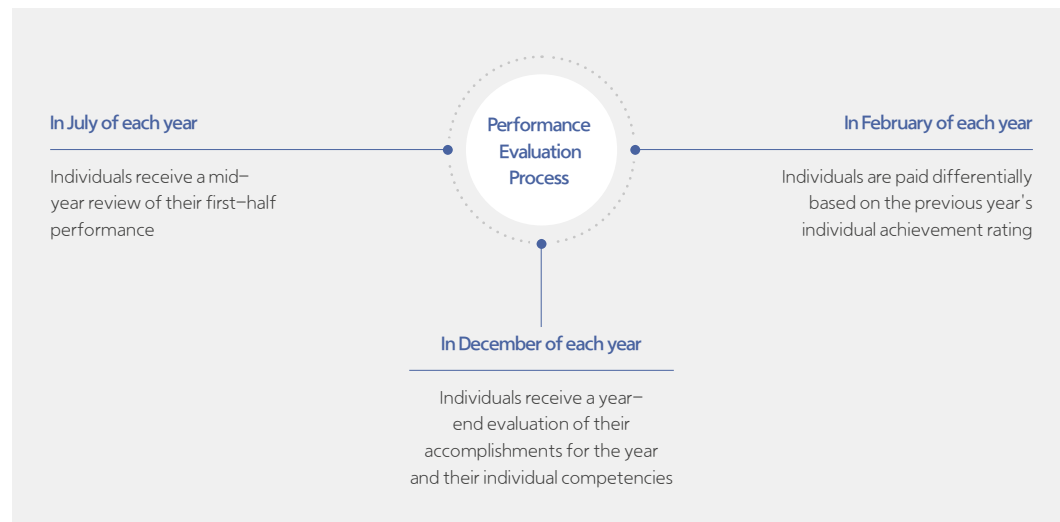 Performance
Evaluation
Process
In July of each year
Individuals receive a mid–
year review of their first–half
performance
In December of each year
Individuals receive a year–
end evaluation of their
accomplishments for the year
and their individual competencies
In February of each year
Individuals are paid differentially
based on the previous year's
individual achievement rating